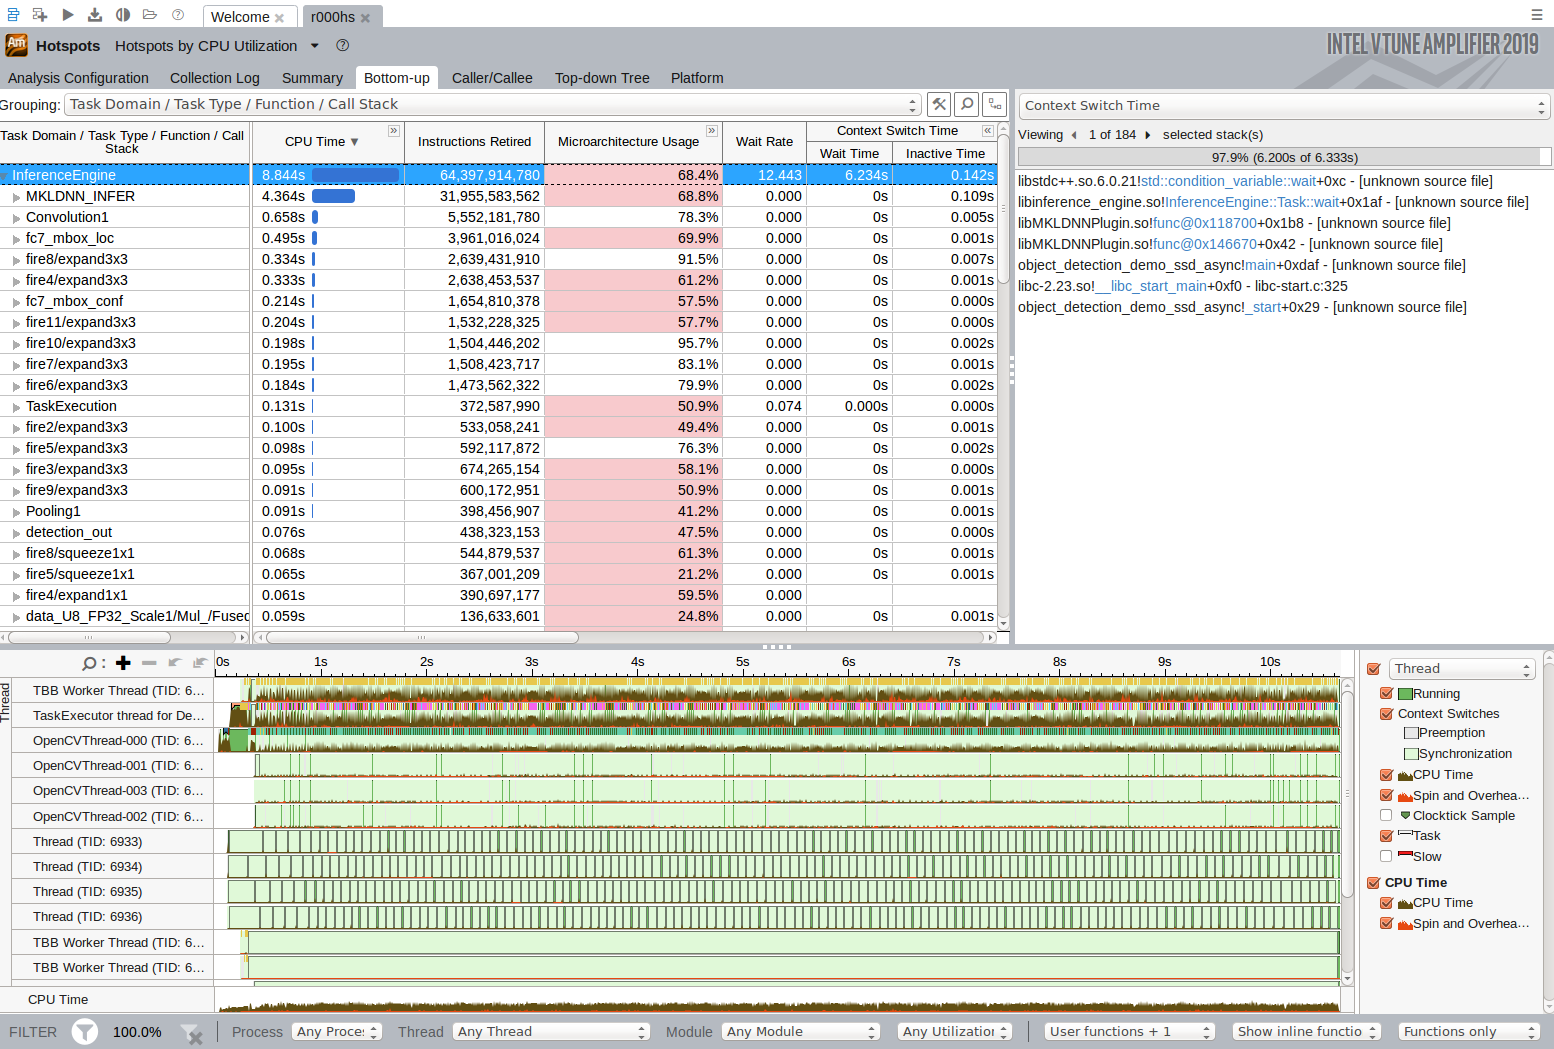 Welcome
r000hs
Am
Hotspots
Hotspots by CPU Utilization
INTEL VTUNE AMPLIFIER 2019
Analysis Configuration
Collection Log
Summary
Bottom-up
Caller/Callee
Top-down Tree
Platform
Grouping: Task Domain / Task Type / Function / Call Stack
Task Domain / Task Type / Function / Call Stack
CPU Time
Instructions Retired
Microarchitecture Usage
Wait Rate
Context Switch Time
Wait Time
Inactive Time
InferenceEngine 8.844s 64,397,914,780 68.4% 12.443 6.234s 0.142s
MKLDNN_INFER 4.364s 31,955,583,562 68.8% 0.000 0s 0.109s
Convolution1 0.658s 5,552,181,780 78.3% 0.000 0s 0.005s
fc7_mbox_loc 0.495s 3,961,016,024 69.9% 0.000 0s 0.001s
fire8/expand3x3 0.334s 2,639,431,910 91.5% 0.000 0s 0.007s
fire4/expand3x3 0.333s 2,638,453,537 61.2% 0.000 0s 0.001s
fc7_mbox_conf 0.214s 1,654,810,378 57.5% 0.000 0s 0.000s
fire11/expand3x3 0.204s 1,532,228,325 57.7% 0.000 0s 0.000s
fire10/expand3x3 0.198s 1,504,446,202 95.7% 0.000 0s 0.002s
fire7/expand3x3 0.195s 1,508,423,717 83.1% 0.000 0s 0.001s
fire6/expand3x3 0.184s 1,473,562,322 79.9% 0.000 0s 0.002s
TaskExecution 0.131s 372,587,990 50.9% 0.074 0.000s 0.000s
fire2/expand3x3 0.100s 533,058,241 49.4% 0.000 0s 0.001s
fire5/expand3x3 0.098s 592,117,872 76.3% 0.000 0s 0.002s
fire3/expand3x3 0.095s 674,265,154 58.1% 0.000 0s 0.000s
fire9/expand3x3 0.091s 600,172,951 50.9% 0.000 0s 0.001s
Pooling1 0.091s 398,456,907 41.2% 0.000 0s 0.001s
detection_out 0.076s 438,323,153 47.5% 0.000 0s 0.000s
fire8/squeeze1x1 0.068s 544,879,537 61.3% 0.000 0s 0.001s
fire5/squeeze1x1 0.065s 367,001,209 21.2% 0.000 0s 0.001s
fire4/expand1x1 0.061s 390,697,177 59.5% 0.000
data_U8_FP32_Scale1/Mul_/Fused 0.059s 136,633,601 24.8% 0.000 0s 0.001s
Context Switch Time
Viewing 1 of 184 selected stack(s)
97.9% (6.200s of 6.333s)
libstdc++.so.6.0.21!std::condition_variable::wait+0xc - [unknown source file]
libinference_engine.so!InferenceEngine::Task::wait+0x1af - [unknown source file]
libMKLDNNPlugin.so!func@0x118700+0x1b8 - [unknown source file]
libMKLDNNPlugin.so!func@0x146670+0x42 - [unknown source file]
object_detection_demo_ssd_async!main+0xdaf - [unknown source file]
libc-2.23.so!__libc_start_main+0xf0 - libc-start.c:325
object_detection_demo_ssd_async!_start+0x29 - [unknown source file]
0s 1s 2s 3s 4s 5s 6s 7s 8s 9s 10s
Thread
TBB Worker Thread (TID: 6...
TaskExecutor thread for De...
OpenCVThread-000 (TID: 6...
OpenCVThread-001 (TID: 6...
OpenCVThread-003 (TID: 6...
OpenCVThread-002 (TID: 6...
Thread (TID: 6933)
Thread (TID: 6934)
Thread (TID: 6935)
Thread (TID: 6936)
TBB Worker Thread (TID: 6...
TBB Worker Thread (TID: 6...
CPU Time
Thread
Running
Context Switches
Preemption
Synchronization
CPU Time
Spin and Overhea...
Clocktick Sample
Task
Slow
CPU Time
CPU Time
Spin and Overhea...
FILTER 100.0% Process Any Proces Thread Any Thread Module Any Module Any Utilization User functions + 1 Show inline functio Functions only